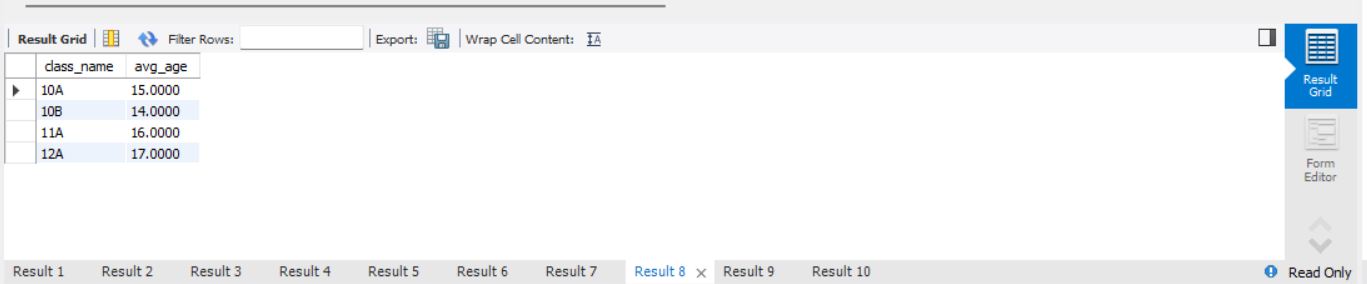 Result Grid Filter Rows: Export: Wrap Cell Content: IA
class_name avg_age
10A 15.0000
10B 14.0000
11A 16.0000
12A 17.0000
Result
Grid
Form
Editor
Result 1 Result 2 Result 3 Result 4 Result 5 Result 6 Result 7 Result 8 × Result 9 Result 10 Read Only